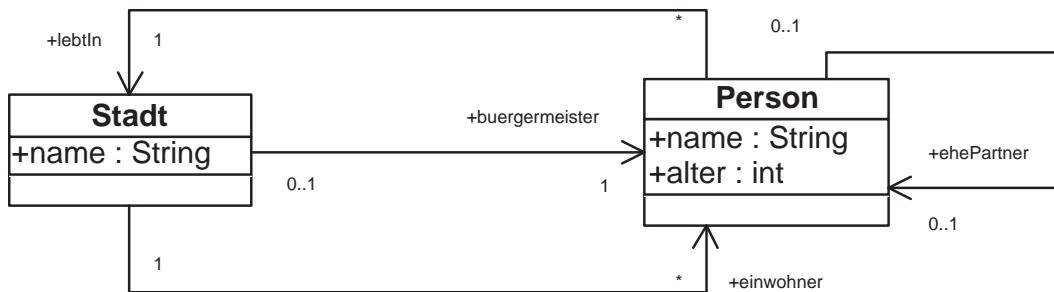 * 0..1
+lebtIn 1
Stadt
+name : String
+buergermeister
0..1 1
Person
+name : String
+alter : int
+ehePartner
0..1
1 * +einwohner